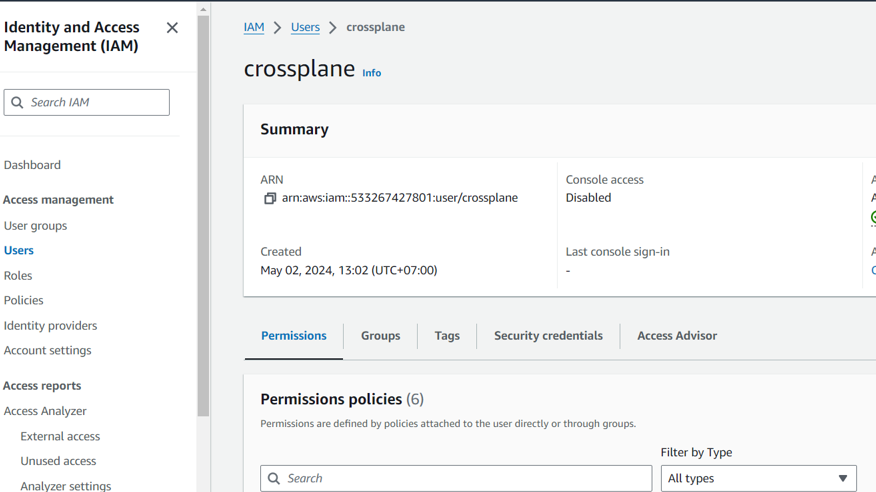 Identity and Access
Management (IAM)
Search IAM
Dashboard
Access management
User groups
Users
Roles
Policies
Identity providers
Account settings
Access reports
Access Analyzer
External access
Unused access
Analyzer settings
IAM > Users > crossplane
crossplane Info
Summary
ARN
arn:aws:iam::533267427801:user/crossplane
Console access
Disabled
Created
May 02, 2024, 13:02 (UTC+07:00)
Last console sign-in
-
Permissions
Groups
Tags
Security credentials
Access Advisor
Permissions policies (6)
Permissions are defined by policies attached to the user directly or through groups.
Filter by Type
Search
All types